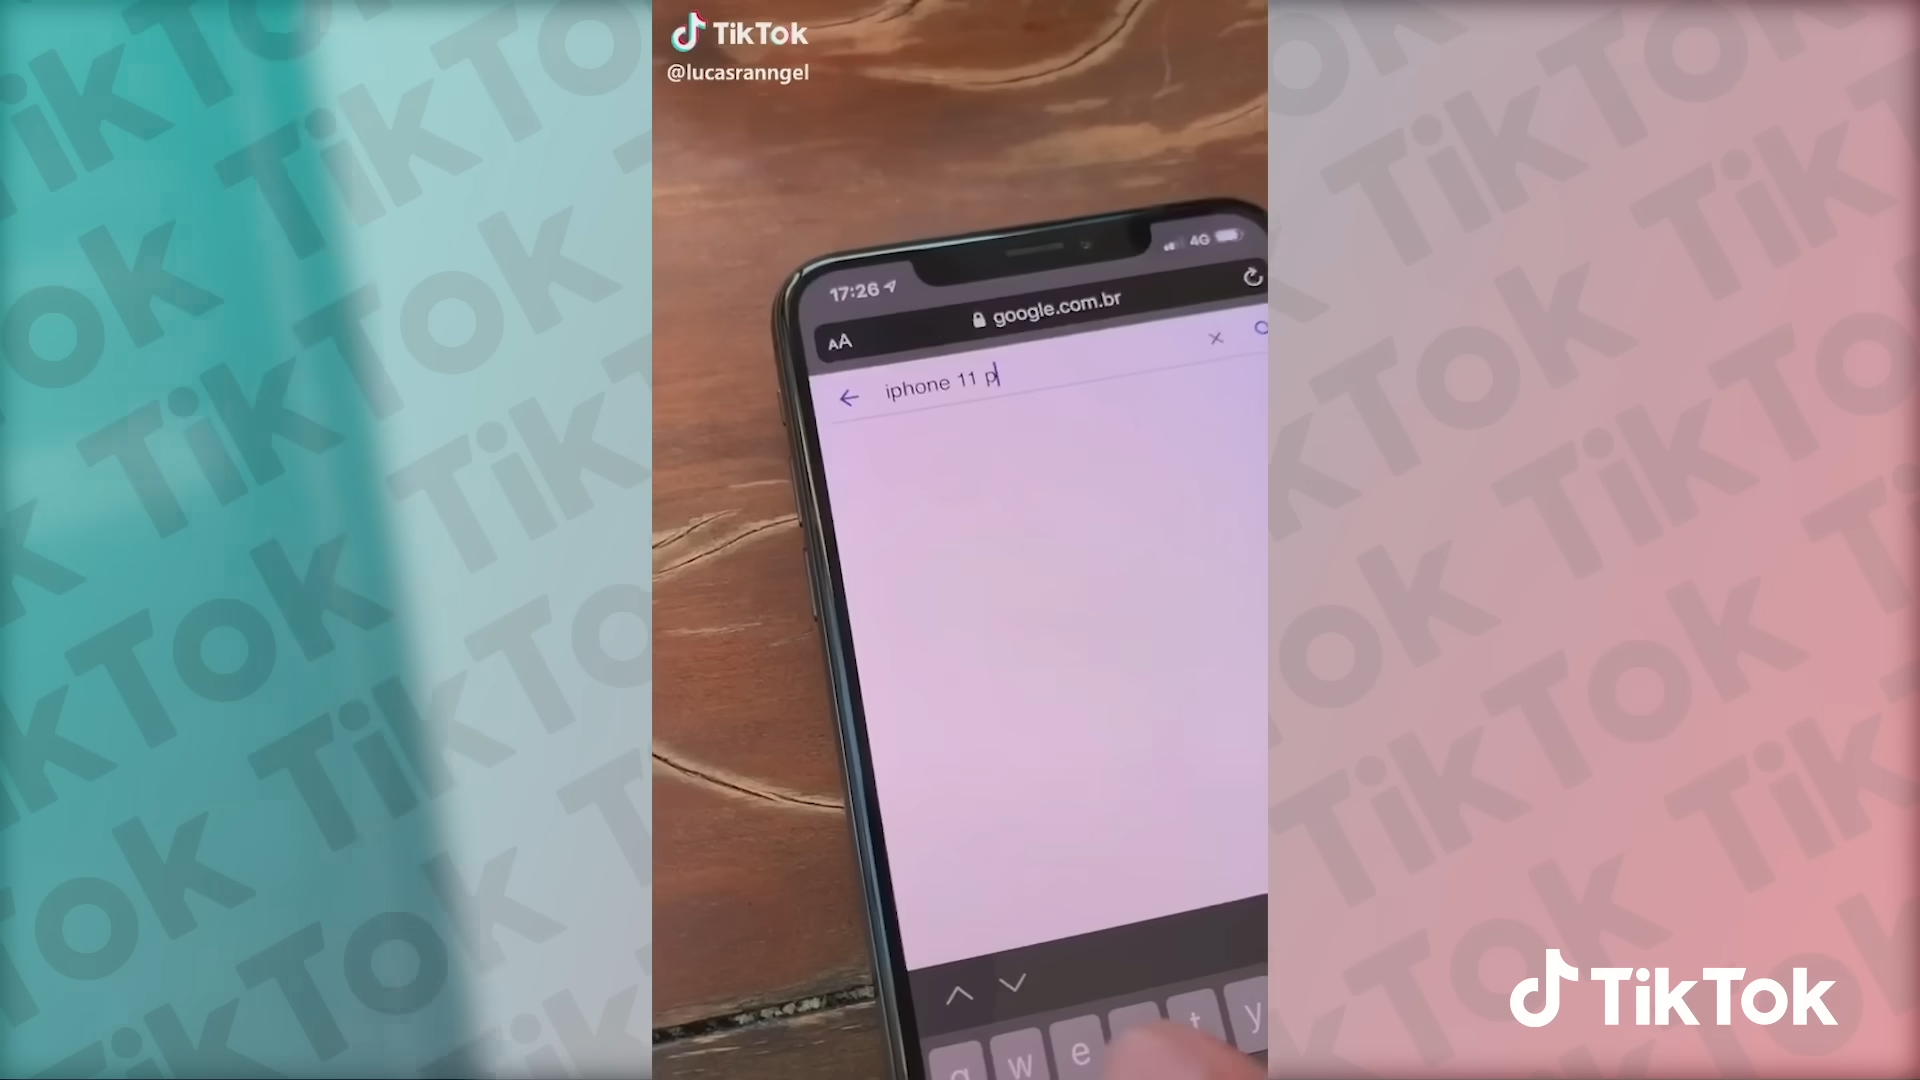 TikTok
@lucasranngel
17:26
4G
AA
google.com.br
iphone 11 p
q w e t y
TikTok